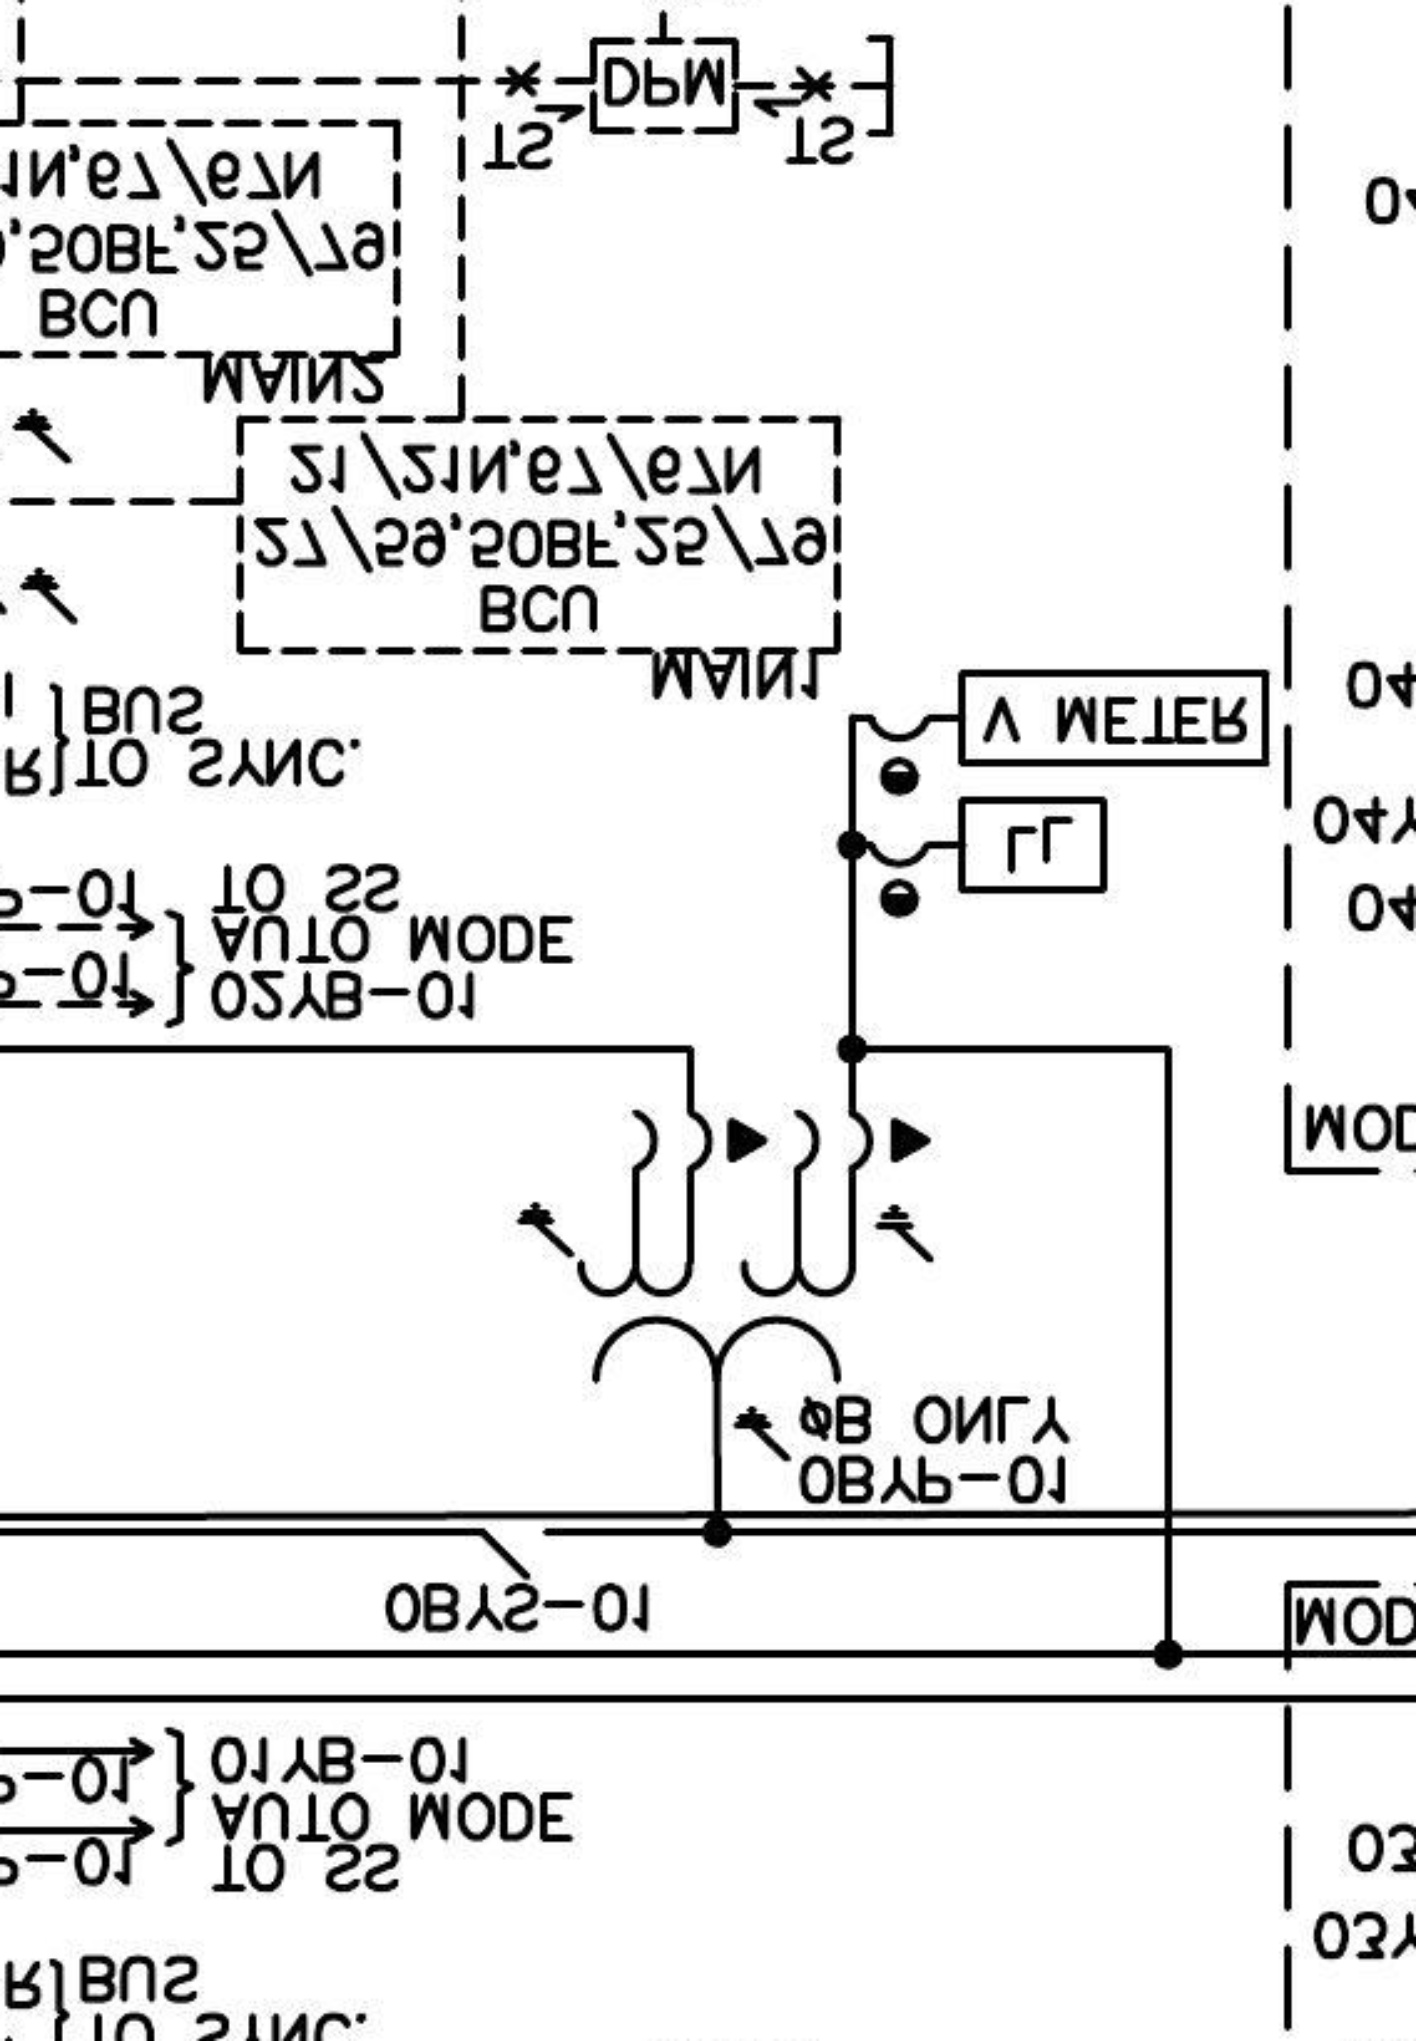 DPM
TS
TS
1N,67/67N
,50BF,25/79
BCU
MAIN2
21/21N,67/67N
27/59,50BF,25/79
BCU
MAIN1
BUS
R TO SYNC.
V METER
LL
04
04Y
04
P-01 TO SS
AUTO MODE
P-01 02YB-01
MOD
ØB ONLY
0BYP-01
0BYS-01
MOD
01YB-01
P-01 AUTO MODE
P-01 TO SS
03
03Y
R BUS
TO SYNC.